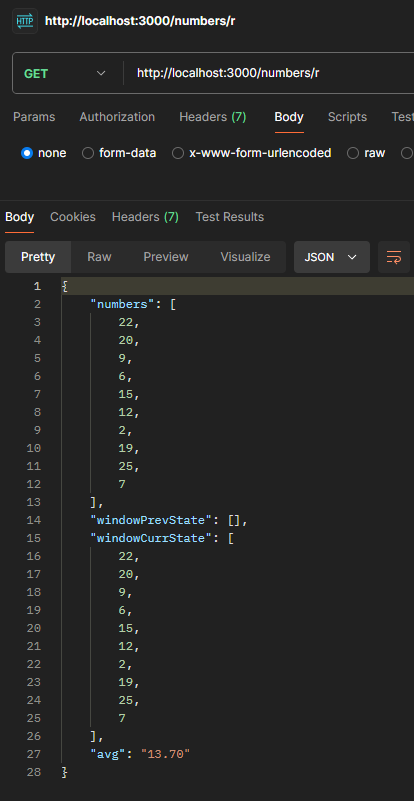 HTTP http://localhost:3000/numbers/r
GET http://localhost:3000/numbers/r
Params Authorization Headers (7) Body Scripts Test
none form-data x-www-form-urlencoded raw
Body Cookies Headers (7) Test Results
Pretty Raw Preview Visualize JSON
1 {
2 "numbers": [
3 22,
4 20,
5 9,
6 6,
7 15,
8 12,
9 2,
10 19,
11 25,
12 7
13 ],
14 "windowPrevState": [],
15 "windowCurrState": [
16 22,
17 20,
18 9,
19 6,
20 15,
21 12,
22 2,
23 19,
24 25,
25 7
26 ],
27 "avg": "13.70"
28 }